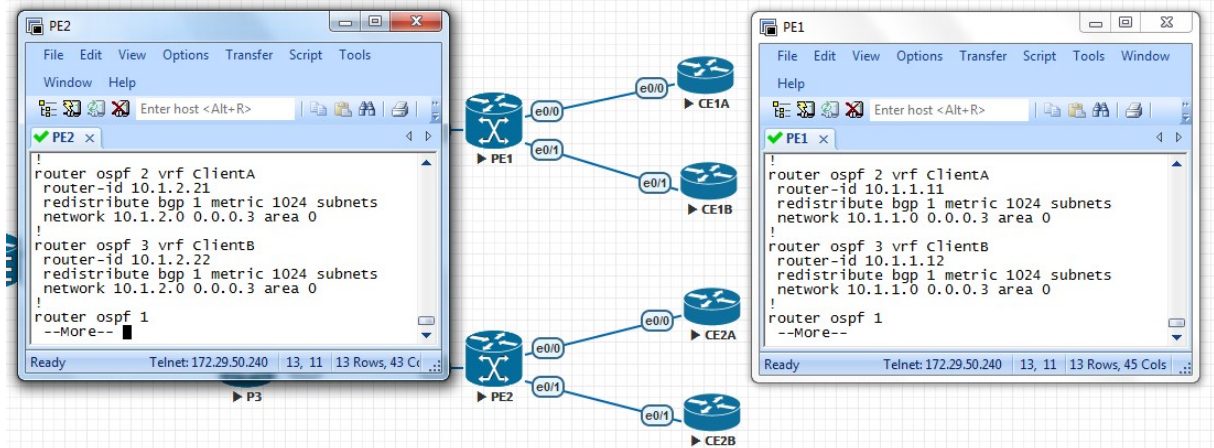 PE2
File Edit View Options Transfer Script Tools
Window Help
Enter host <Alt+R>
PE2
!
router ospf 2 vrf ClientA
router-id 10.1.2.21
redistribute bgp 1 metric 1024 subnets
network 10.1.2.0 0.0.0.3 area 0
!
router ospf 3 vrf ClientB
router-id 10.1.2.22
redistribute bgp 1 metric 1024 subnets
network 10.1.2.0 0.0.0.3 area 0
!
router ospf 1
--More--
Ready Telnet: 172.29.50.240 13, 11 13 Rows, 43 Co
e0/0
CE1A
e0/0
PE1
e0/1
e0/1
CE1B
e0/0
CE2A
e0/0
PE2
e0/1
e0/1
CE2B
P3
PE1
File Edit View Options Transfer Script Tools Window
Help
Enter host <Alt+R>
PE1
!
router ospf 2 vrf ClientA
router-id 10.1.1.11
redistribute bgp 1 metric 1024 subnets
network 10.1.1.0 0.0.0.3 area 0
!
router ospf 3 vrf ClientB
router-id 10.1.1.12
redistribute bgp 1 metric 1024 subnets
network 10.1.1.0 0.0.0.3 area 0
!
router ospf 1
--More--
Ready Telnet: 172.29.50.240 13, 11 13 Rows, 45 Cols